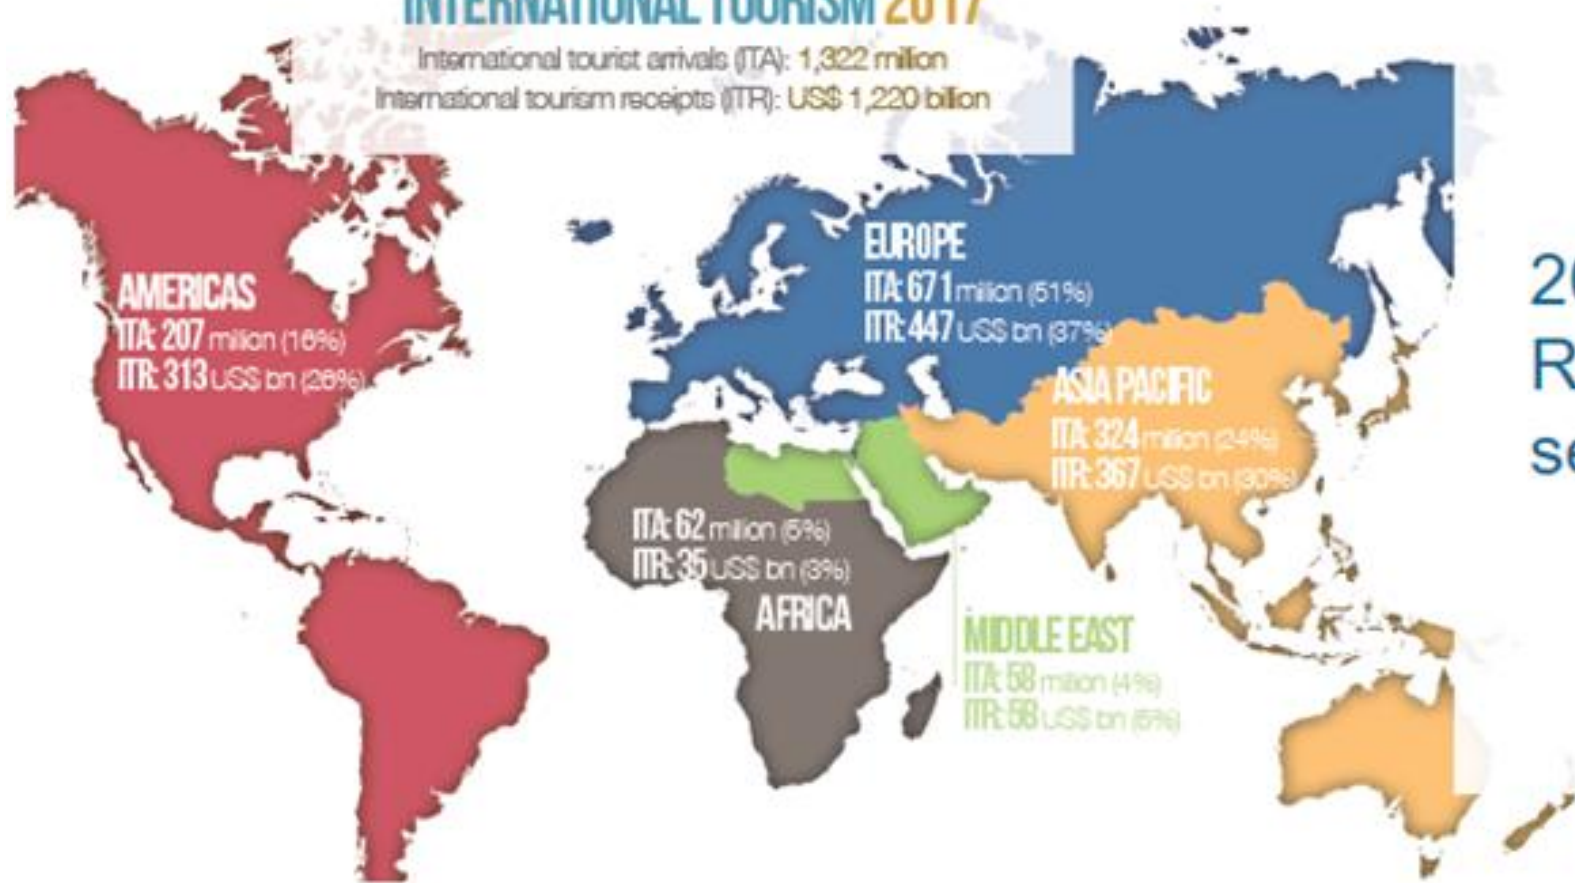 INTERNATIONAL TOURISM 2017
International tourist arrivals (ITA): 1,322 million
International tourism receipts (ITR): US$ 1,220 billion
EUROPE
ITA: 671 million (51%)
ITR: 447 US$ bn (37%)
AMERICAS
ITA: 207 million (16%)
ITR: 313 US$ bn (26%)
ASIA PACIFIC
ITA: 324 million (24%)
ITR: 367 US$ bn (30%)
ITA: 62 million (5%)
ITR: 35 US$ bn (3%)
AFRICA
MIDDLE EAST
ITA: 58 million (4%)
ITR: 58 US$ bn (5%)
20
R
se